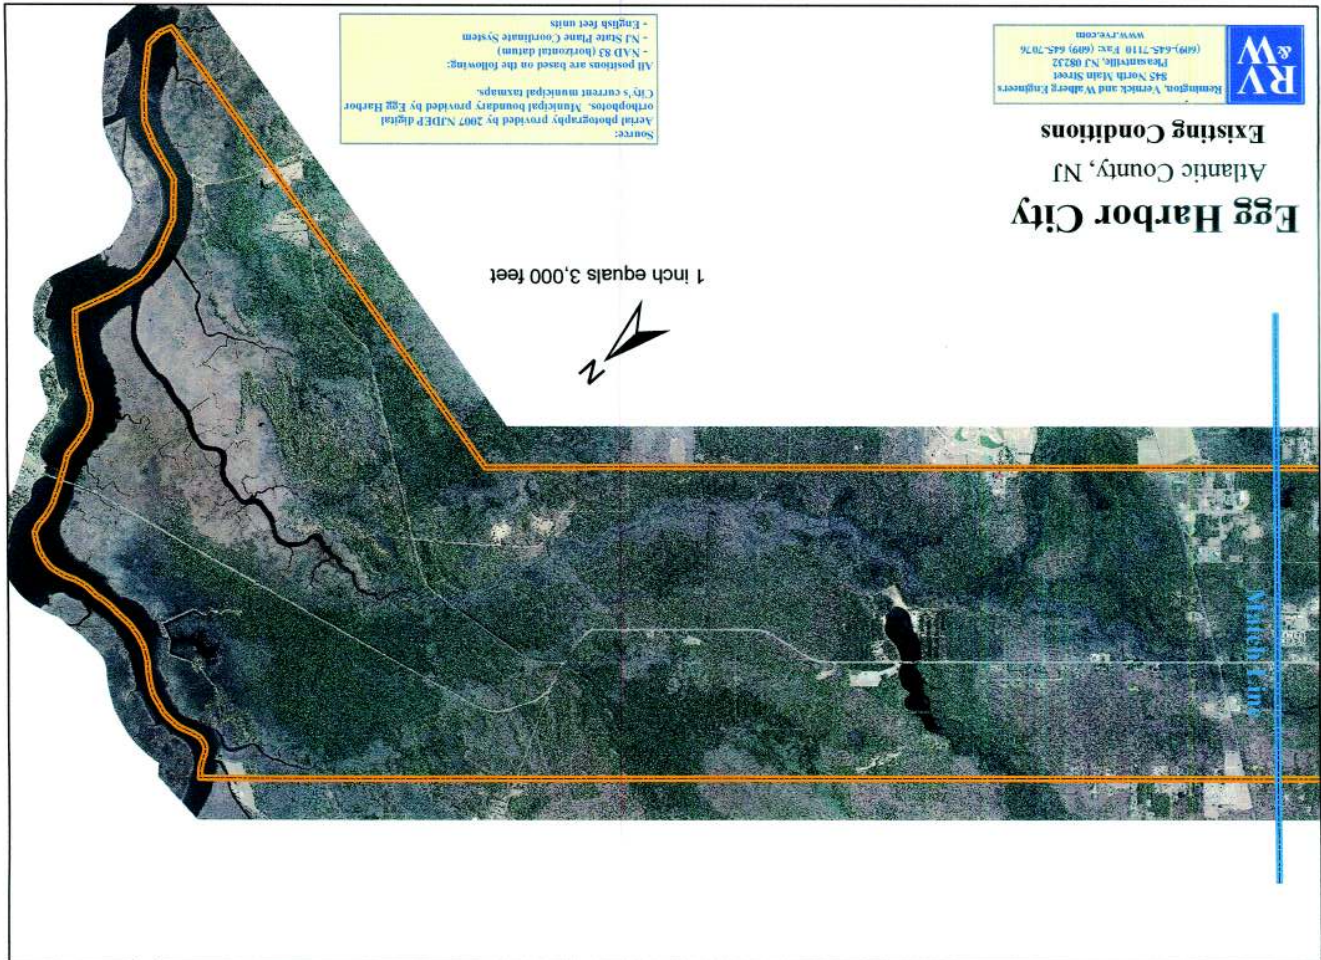 Egg Harbor City
Atlantic County, NJ
Existing Conditions
RV
&W
Remington, Vernick and Walberg Engineers
845 North Main Street
Pleasantville, NJ 08232
(609)-645-7110 Fax: (609) 645-7076
www.rve.com
Source:
Aerial photography provided by 2007 NJDEP digital
orthophotos. Municipal boundary provided by Egg Harbor
City's current municipal taxmaps.
All positions are based on the following:
- NAD 83 (horizontal datum)
- NJ State Plane Coordinate System
- English feet units
1 inch equals 3,000 feet
N
Match Line